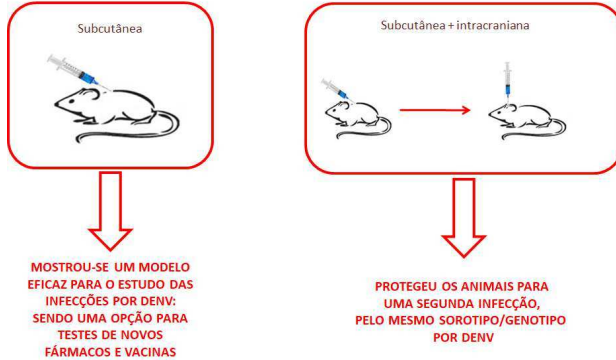 Subcutânea
MOSTROU-SE UM MODELO
EFICAZ PARA O ESTUDO DAS
INFECÇÕES POR DENV:
SENDO UMA OPÇÃO PARA
TESTES DE NOVOS
FÁRMACOS E VACINAS
Subcutânea + intracraniana
PROTEGEU OS ANIMAIS PARA
UMA SEGUNDA INFECÇÃO,
PELO MESMO SOROTIPO/GENOTIPO
POR DENV